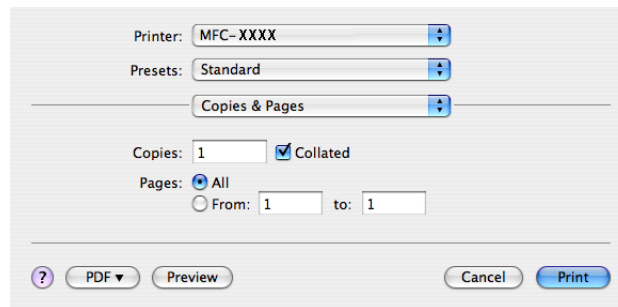 Printer: MFC-XXXX
Presets: Standard
Copies & Pages
Copies: 1 Collated
Pages: All
From: 1 to: 1
? PDF ▼ Preview Cancel Print